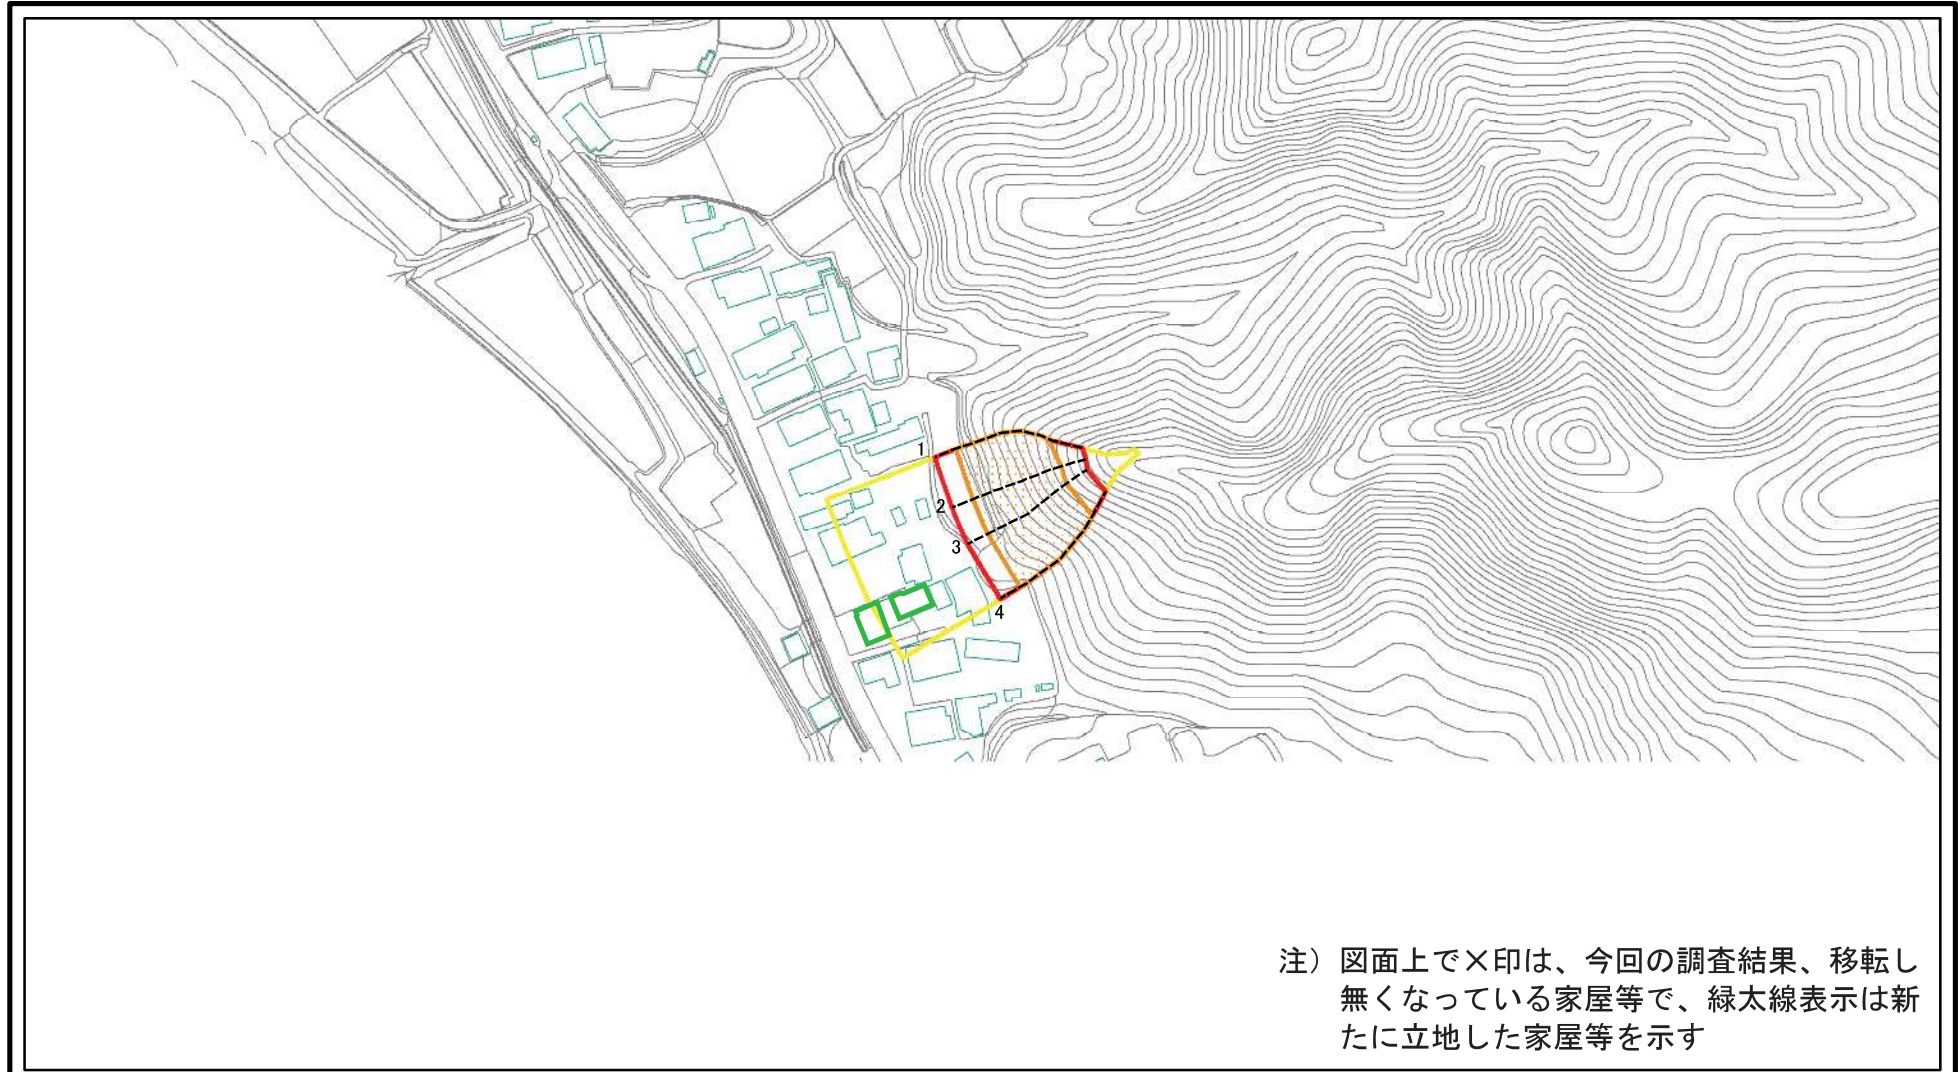 1
2
3
4
注）図面上で×印は、今回の調査結果、移転し
無くなっている家屋等で、緑太線表示は新
たに立地した家屋等を示す